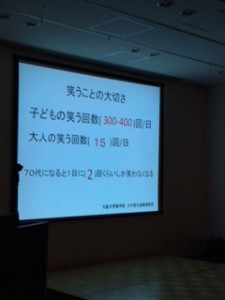 笑うことの大切さ
子どもの笑う回数(300-400)回/日
大人の笑う回数( 15 )回/日
70代になると1日に( 2 )回くらいしか笑わなくなる